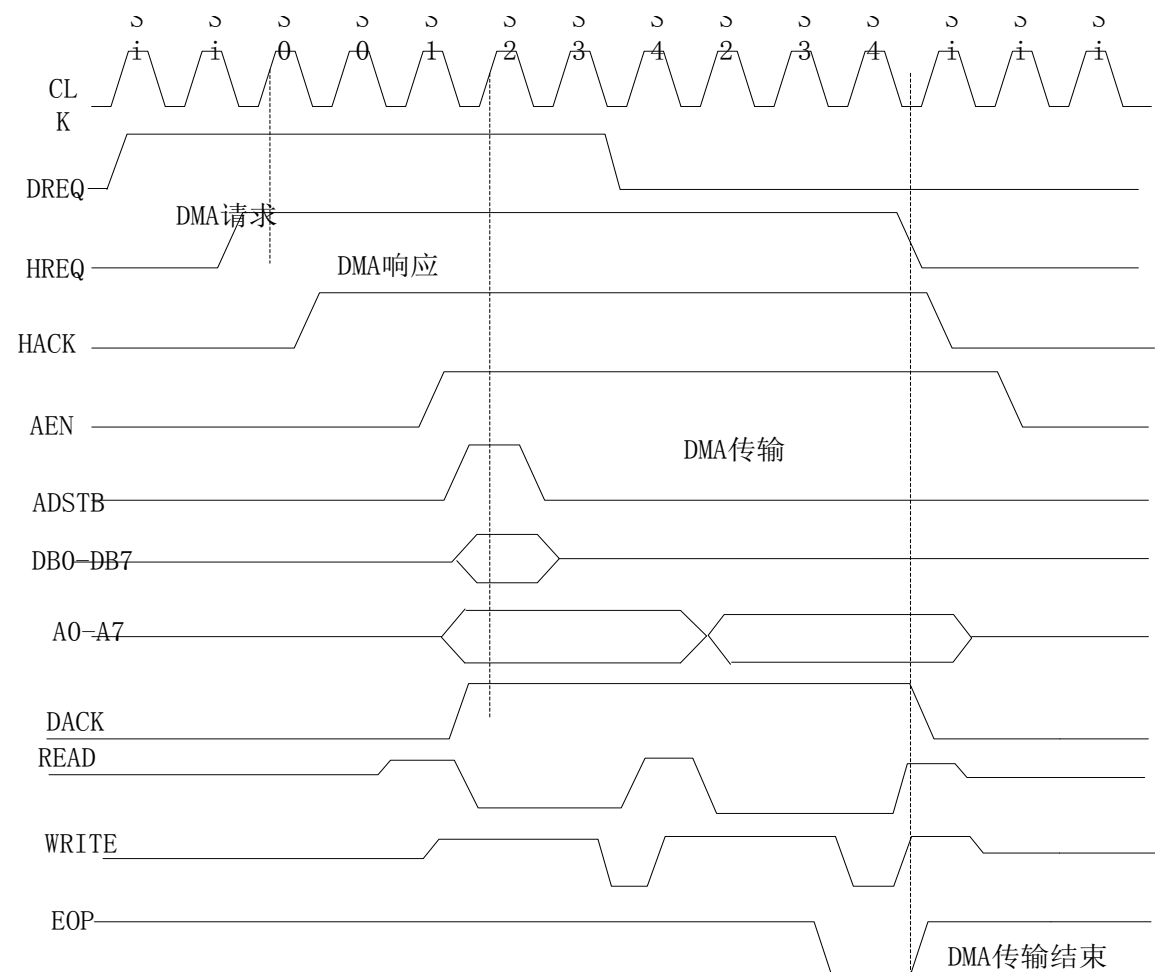 S S S S S S S S S S S S S S
i i 0 0 1 2 3 4 2 3 4 i i i
CL
K
DREQ
DMA请求
HREQ
DMA响应
HACK
AEN
DMA传输
ADSTB
DB0-DB7
A0-A7
DACK
READ
WRITE
EOP
DMA传输结束